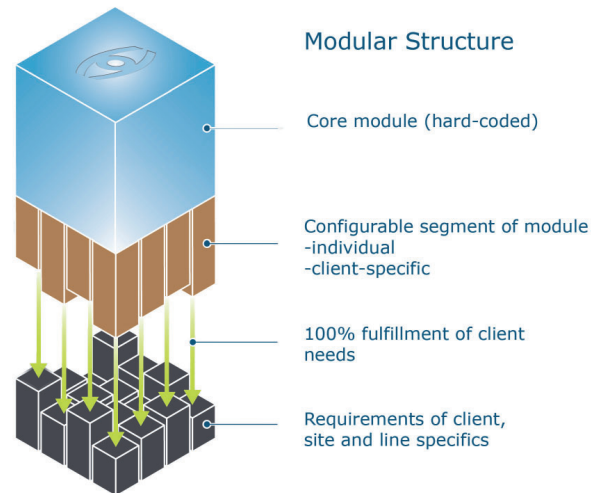 Modular Structure
Core module (hard-coded)
Configurable segment of module
-individual
-client-specific
100% fulfillment of client
needs
Requirements of client,
site and line specifics